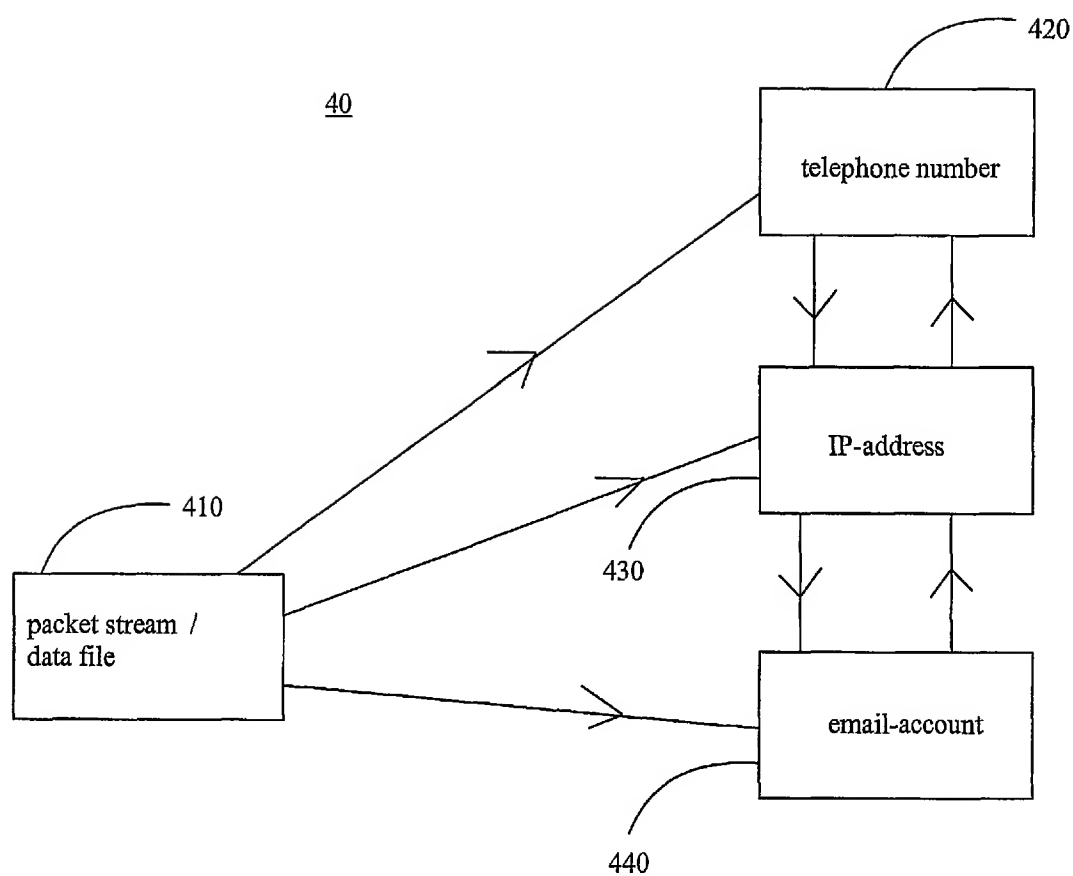 420
40
telephone number
IP-address
410
430
packet stream /
data file
email-account
440